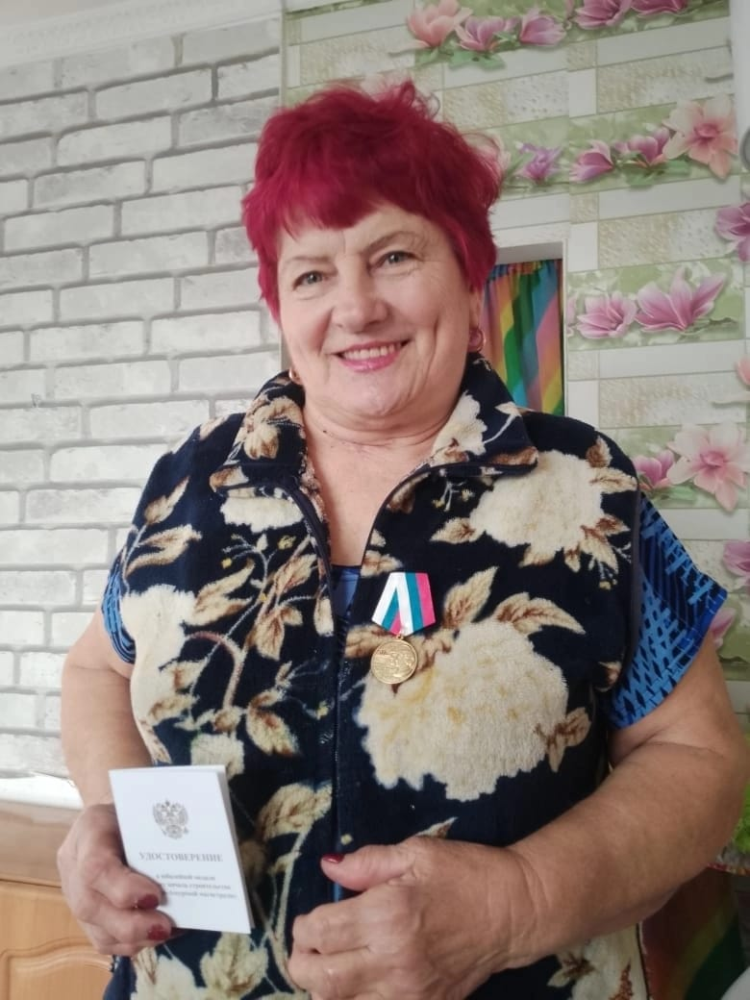 УДОСТОВЕРЕНИЕ
к юбилейной медали
начала строительства
магистрали»